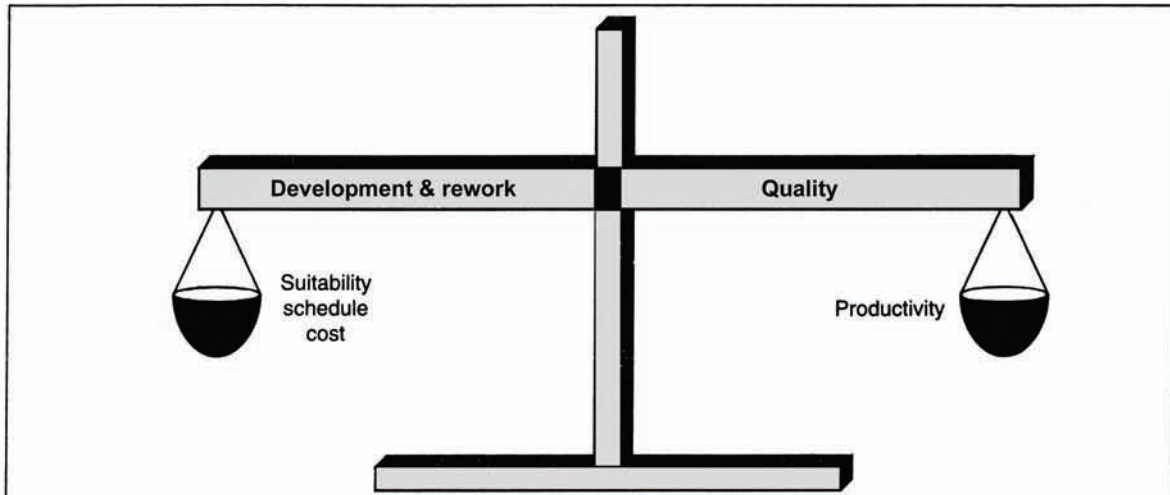 Development & rework
Quality
Suitability
schedule
cost
Productivity